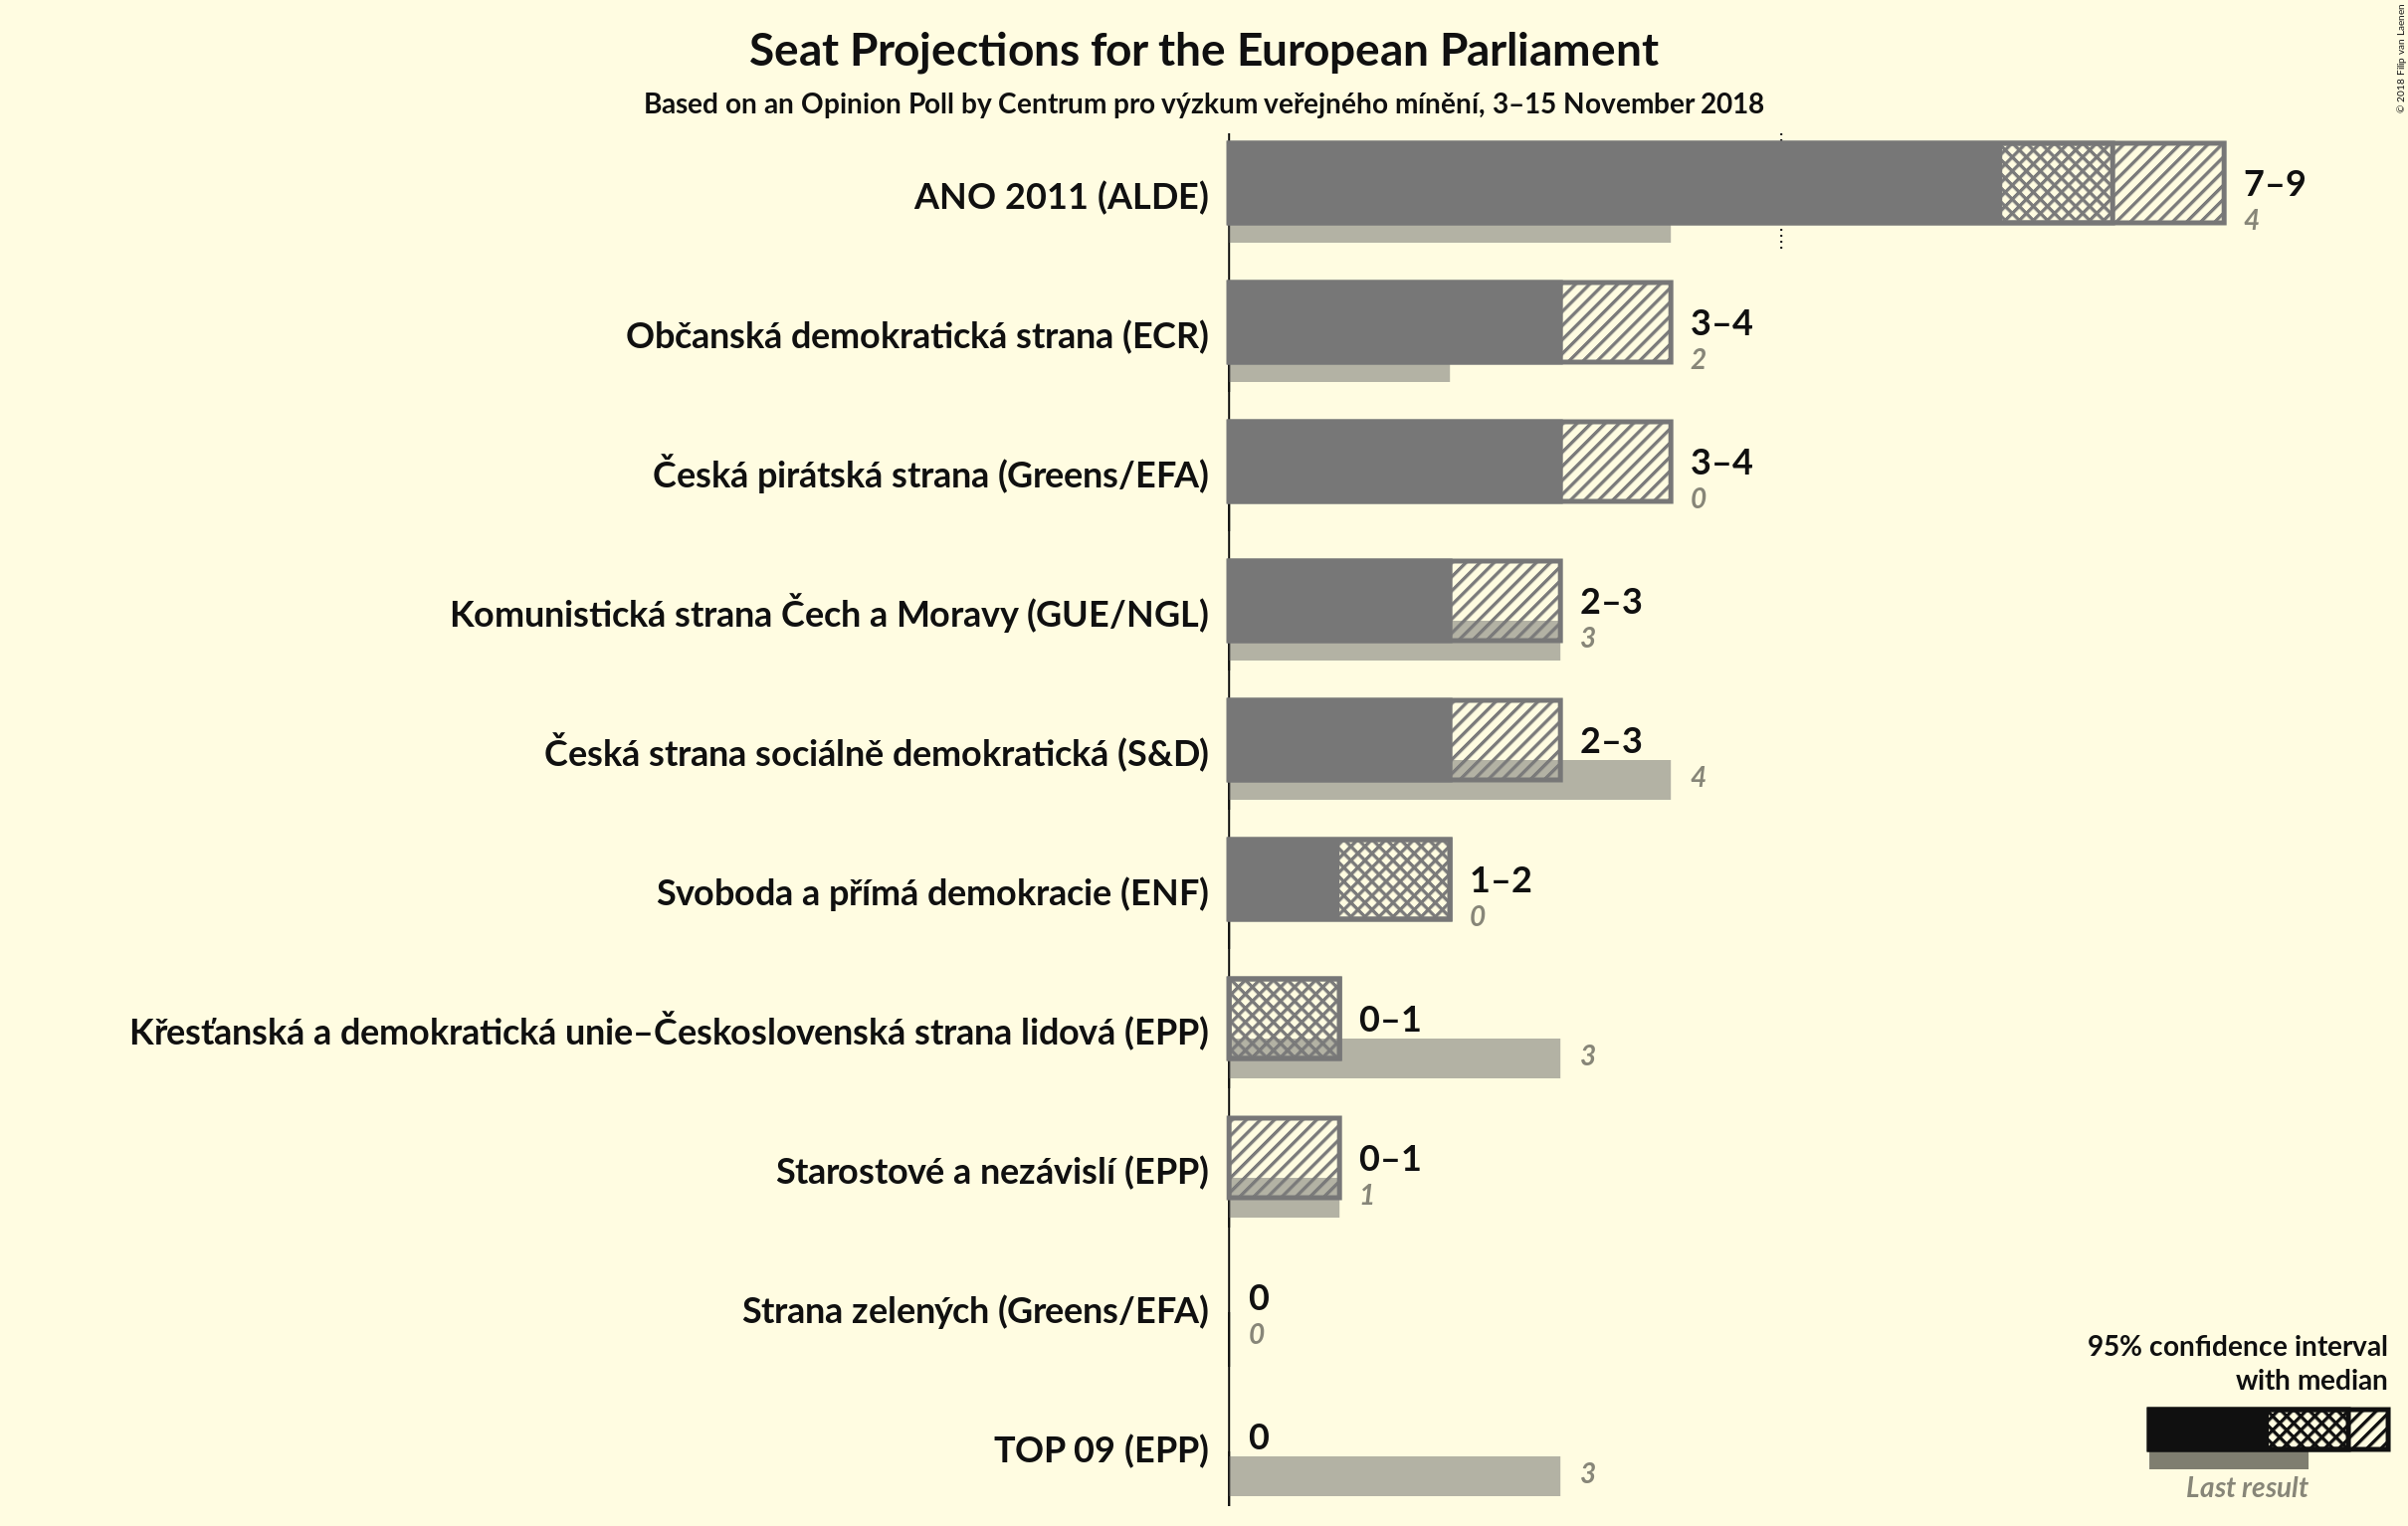 Seat Projections for the European Parliament
Based on an Opinion Poll by Centrum pro výzkum veřejného mínění, 3–15 November 2018
© 2018 Filip van Laenen
ANO 2011 (ALDE)
7–9
4
Občanská demokratická strana (ECR)
3–4
2
Česká pirátská strana (Greens/EFA)
3–4
0
Komunistická strana Čech a Moravy (GUE/NGL)
2–3
3
Česká strana sociálně demokratická (S&D)
2–3
4
Svoboda a přímá demokracie (ENF)
1–2
0
Křesťanská a demokratická unie–Československá strana lidová (EPP)
0–1
3
Starostové a nezávislí (EPP)
0–1
1
Strana zelených (Greens/EFA)
0
0
TOP 09 (EPP)
0
3
95% confidence interval
with median
Last result